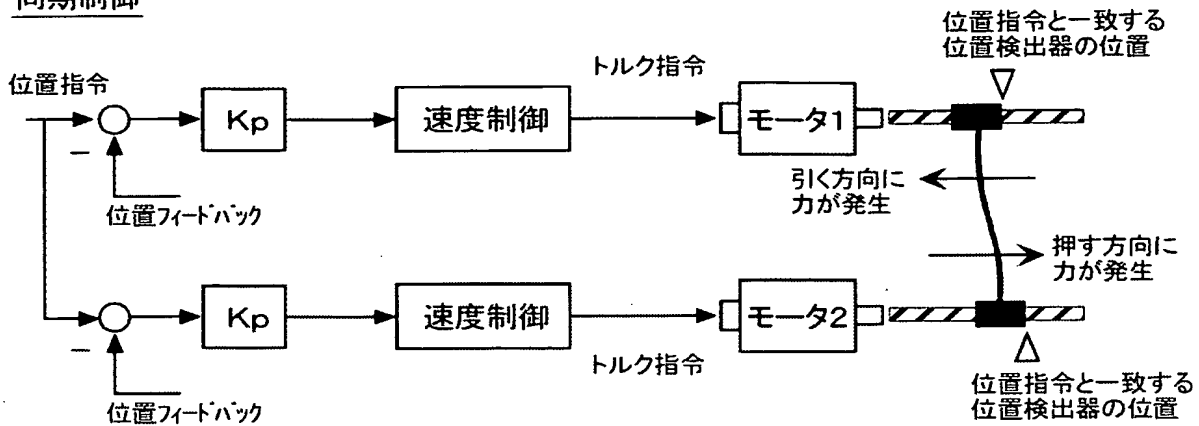 同期制御
位置指令と一致する
位置検出器の位置
トルク指令
位置指令
Kp
速度制御
モータ1
−
位置フィードバック
引く方向に
力が発生
押す方向に
力が発生
Kp
速度制御
モータ2
−
トルク指令
位置フィードバック
位置指令と一致する
位置検出器の位置